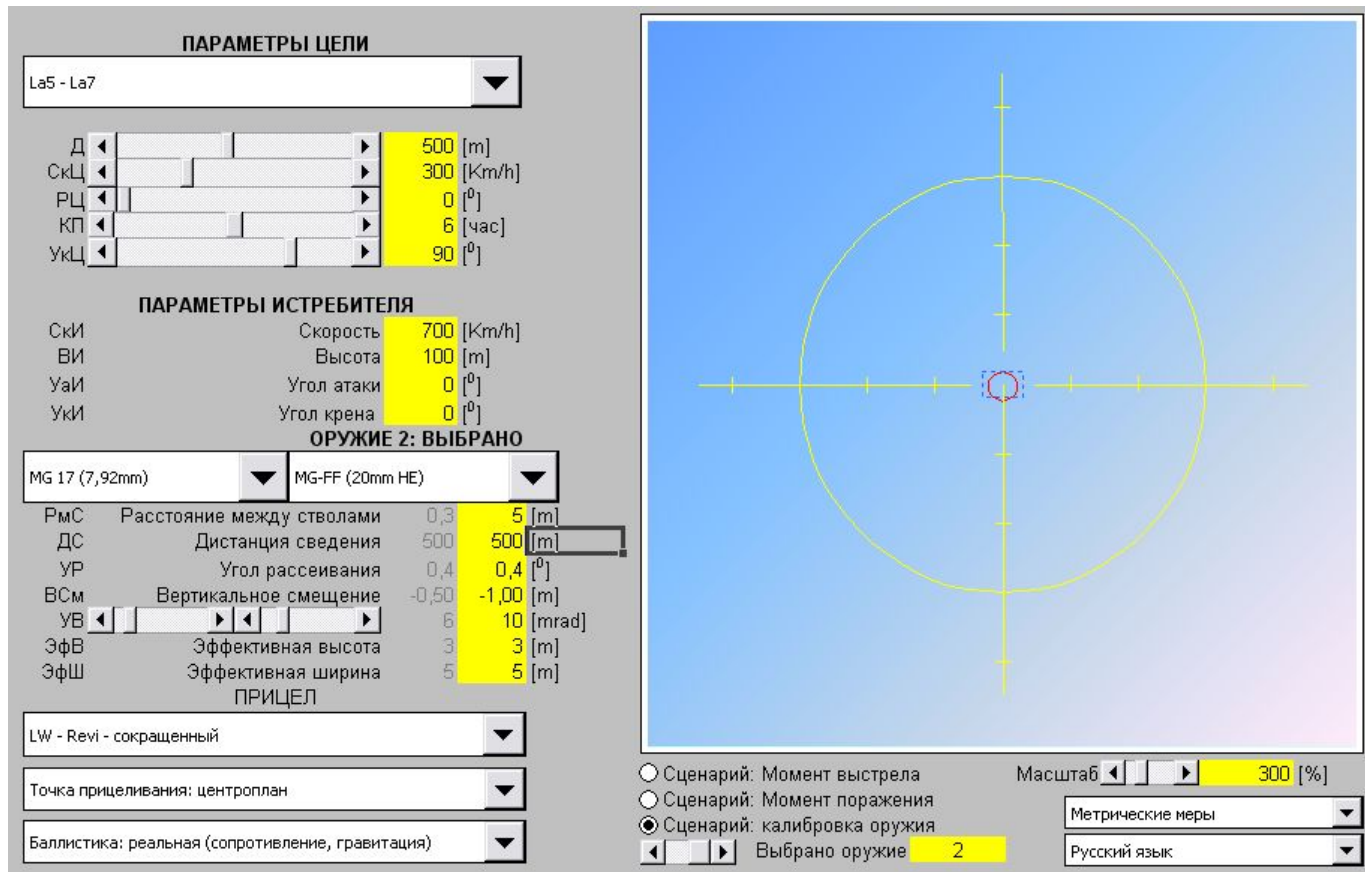 ПАРАМЕТРЫ ЦЕЛИ
La5 - La7
Д 500 [m]
СкЦ 300 [Km/h]
РЦ 0 [⁰]
КП 6 [час]
УкЦ 90 [⁰]
ПАРАМЕТРЫ ИСТРЕБИТЕЛЯ
СкИ Скорость 700 [Km/h]
ВИ Высота 100 [m]
УаИ Угол атаки 0 [⁰]
УкИ Угол крена 0 [⁰]
ОРУЖИЕ 2: ВЫБРАНО
MG 17 (7,92mm) MG-FF (20mm HE)
РмС Расстояние между стволами 0,3 5 [m]
ДС Дистанция сведения 500 500 [m]
УР Угол рассеивания 0,4 0,4 [⁰]
ВСм Вертикальное смещение -0,50 -1,00 [m]
УВ 6 10 [mrad]
ЭфВ Эффективная высота 3 3 [m]
ЭфШ Эффективная ширина 5 5 [m]
ПРИЦЕЛ
LW - Revi - сокращенный
Точка прицеливания: центроплан
Баллистика: реальная (сопротивление, гравитация)
Сценарий: Момент выстрела
Сценарий: Момент поражения
Сценарий: калибровка оружия
Выбрано оружие 2
Масштаб 300 [%]
Метрические меры
Русский язык